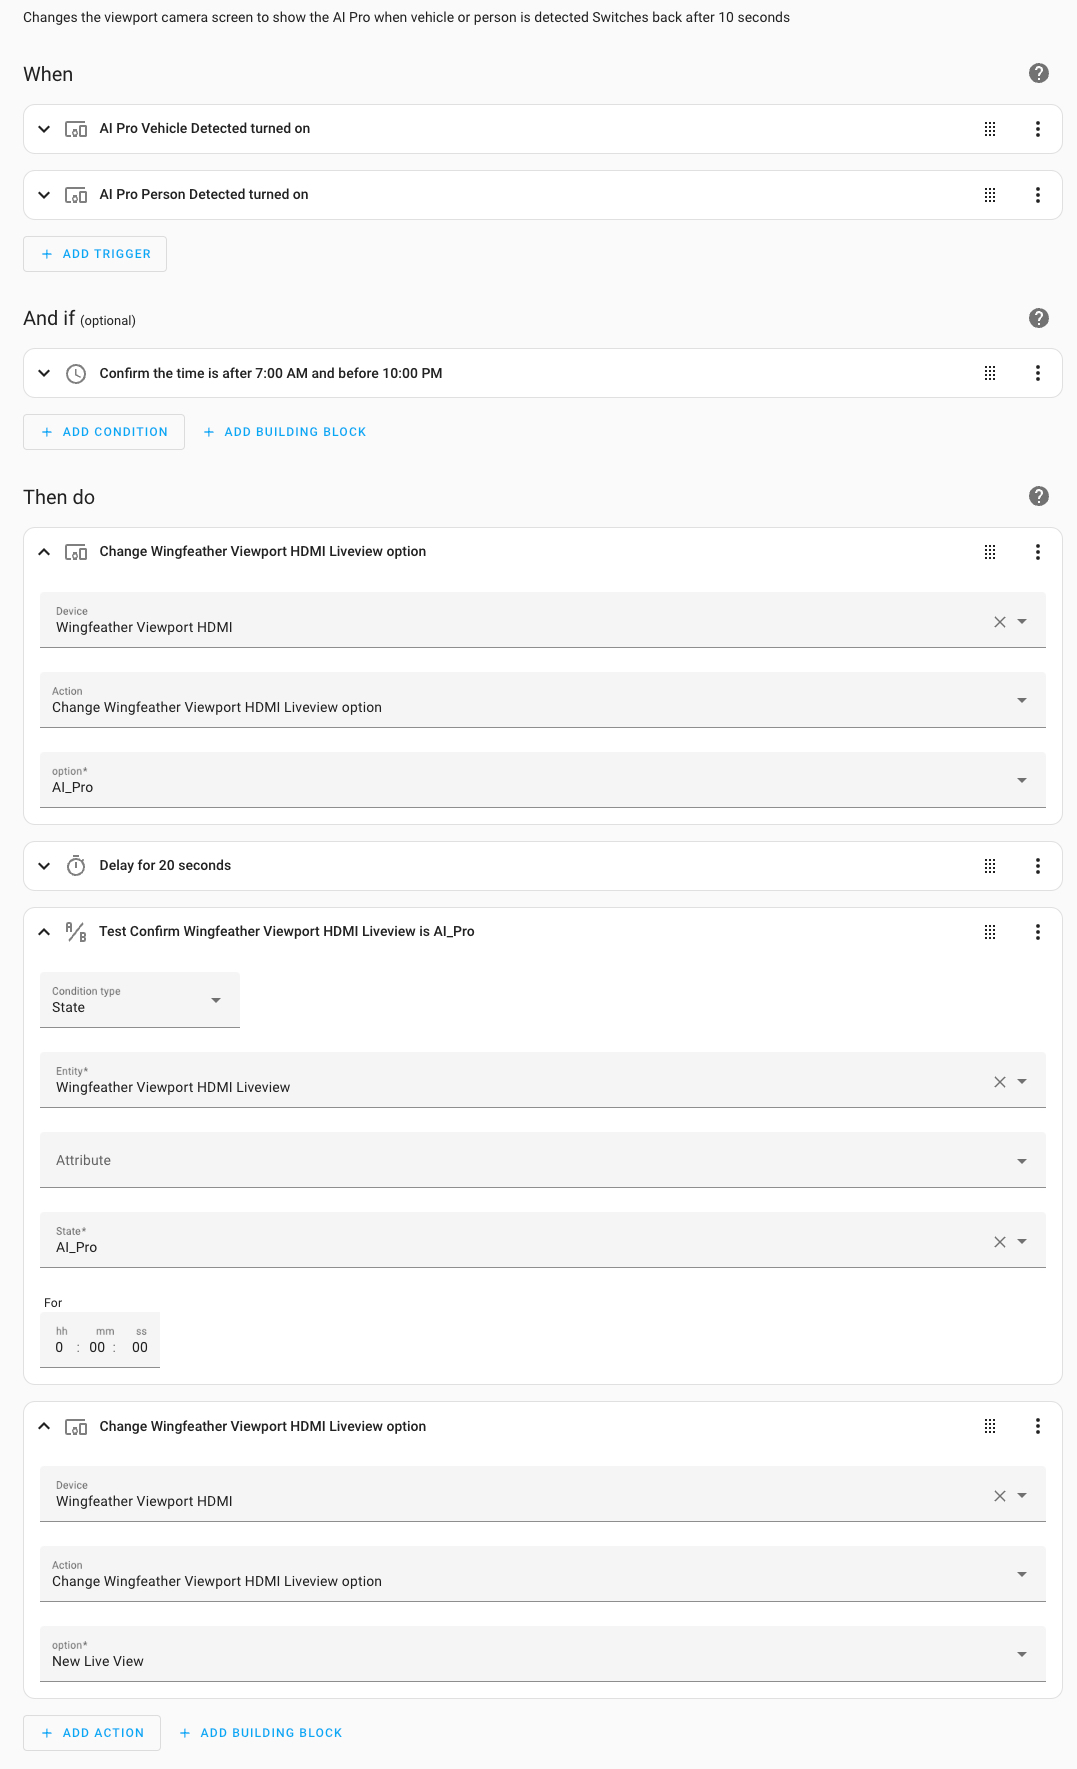 Changes the viewport camera screen to show the AI Pro when vehicle or person is detected Switches back after 10 seconds
When
AI Pro Vehicle Detected turned on
AI Pro Person Detected turned on
+ ADD TRIGGER
And if (optional)
Confirm the time is after 7:00 AM and before 10:00 PM
+ ADD CONDITION + ADD BUILDING BLOCK
Then do
Change Wingfeather Viewport HDMI Liveview option
Device
Wingfeather Viewport HDMI
Action
Change Wingfeather Viewport HDMI Liveview option
option*
AI_Pro
Delay for 20 seconds
Test Confirm Wingfeather Viewport HDMI Liveview is AI_Pro
Condition type
State
Entity*
Wingfeather Viewport HDMI Liveview
Attribute
State*
AI_Pro
For
hh mm ss
0 : 00 : 00
Change Wingfeather Viewport HDMI Liveview option
Device
Wingfeather Viewport HDMI
Action
Change Wingfeather Viewport HDMI Liveview option
option*
New Live View
+ ADD ACTION + ADD BUILDING BLOCK